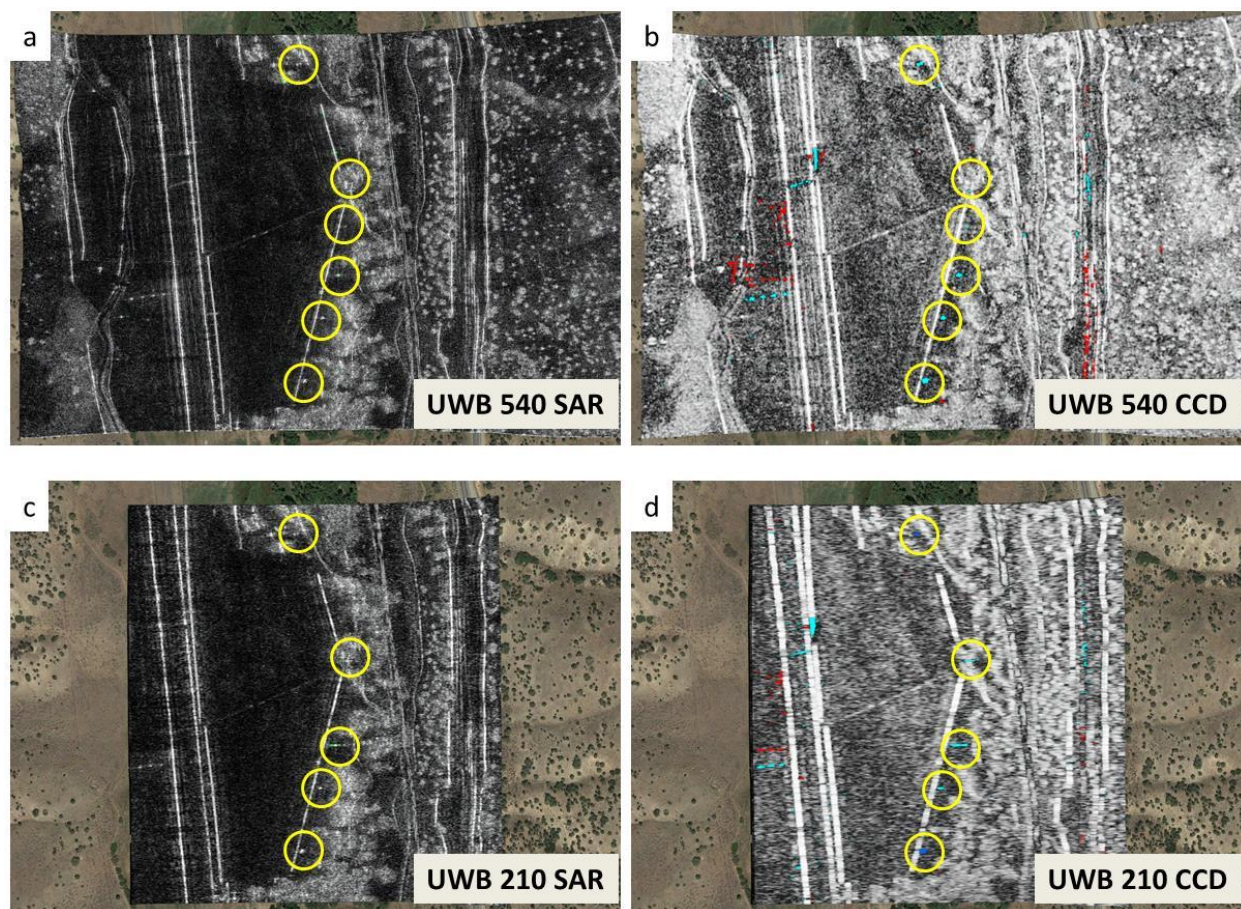 a
b
UWB 540 SAR
UWB 540 CCD
c
d
UWB 210 SAR
UWB 210 CCD